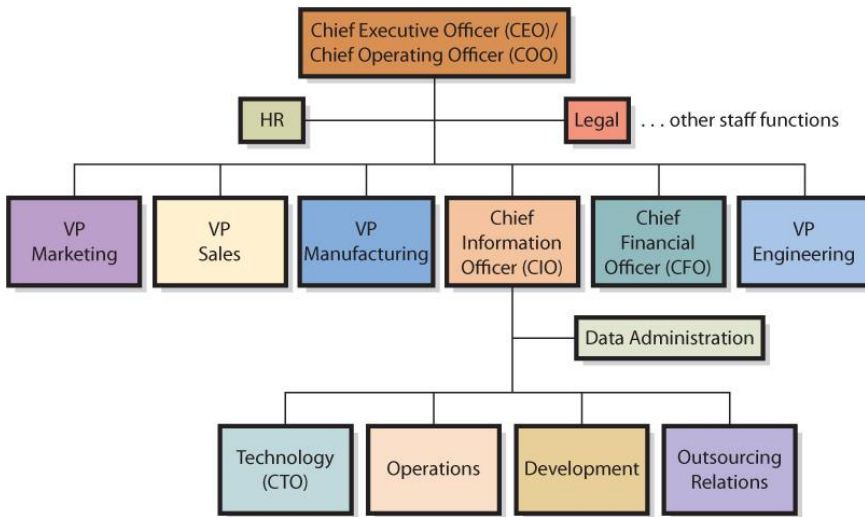 Chief Executive Officer (CEO)/
Chief Operating Officer (COO)
HR
Legal
. . . other staff functions
VP
Marketing
VP
Sales
VP
Manufacturing
Chief
Information
Officer (CIO)
Chief
Financial
Officer (CFO)
VP
Engineering
Data Administration
Technology
(CTO)
Operations
Development
Outsourcing
Relations